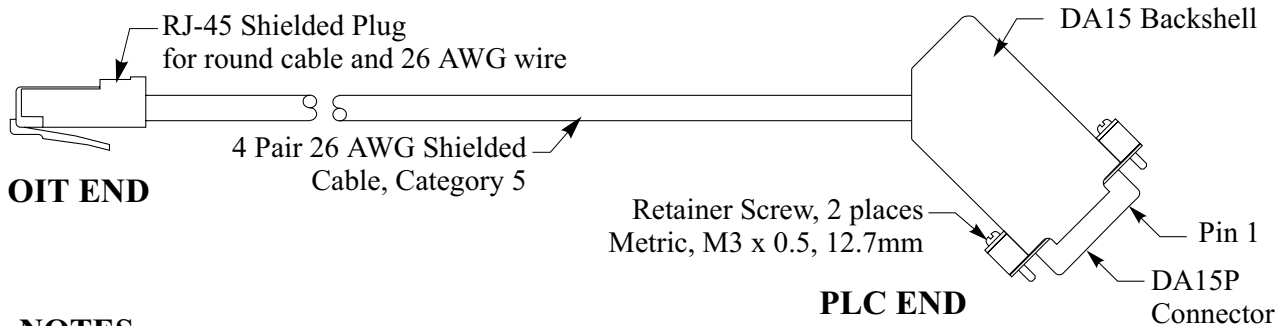 RJ-45 Shielded Plug
for round cable and 26 AWG wire
DA15 Backshell
4 Pair 26 AWG Shielded
Cable, Category 5
OIT END
Retainer Screw, 2 places
Metric, M3 x 0.5, 12.7mm
Pin 1
DA15P
Connector
PLC END
NOTES